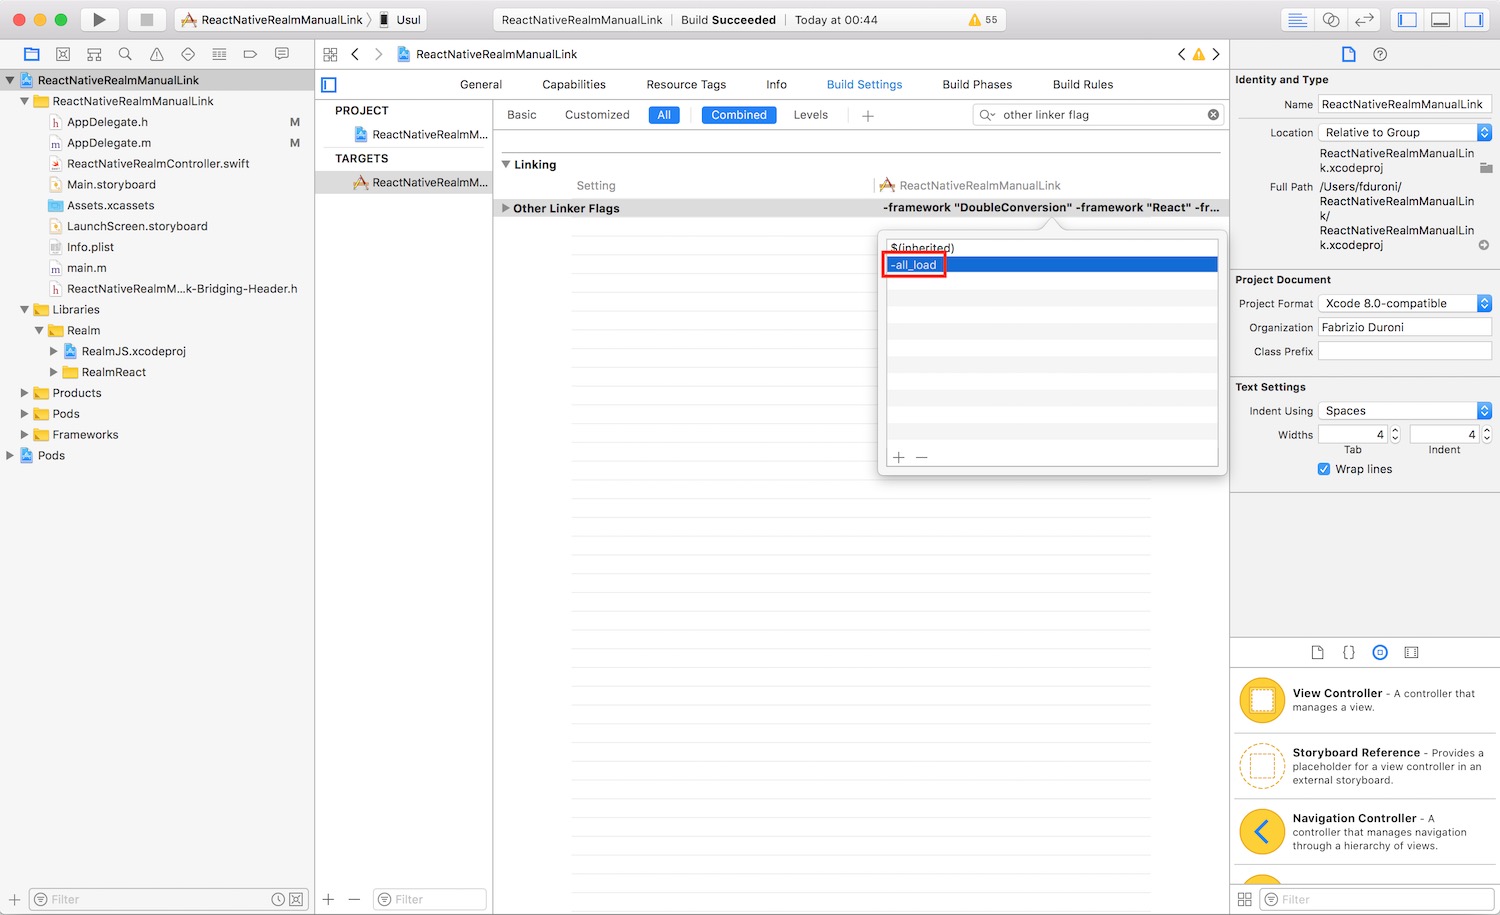 ReactNativeRealmManualLink
Usul
ReactNativeRealmManualLink | Build Succeeded | Today at 00:44
55
ReactNativeRealmManualLink
ReactNativeRealmManualLink
AppDelegate.h
M
AppDelegate.m
M
ReactNativeRealmController.swift
Main.storyboard
Assets.xcassets
LaunchScreen.storyboard
Info.plist
main.m
ReactNativeRealmM...k-Bridging-Header.h
Libraries
Realm
RealmJS.xcodeproj
RealmReact
Products
Pods
Frameworks
Pods
Filter
ReactNativeRealmManualLink
General
Capabilities
Resource Tags
Info
Build Settings
Build Phases
Build Rules
PROJECT
ReactNativeRealmM...
TARGETS
ReactNativeRealmM...
Filter
Basic
Customized
All
Combined
Levels
other linker flag
Linking
Setting
ReactNativeRealmManualLink
Other Linker Flags
-framework "DoubleConversion" -framework "React" -fr...
$(inherited)
-all_load
Identity and Type
Name ReactNativeRealmManualLink
Location Relative to Group
ReactNativeRealmManualLin
k.xcodeproj
Full Path /Users/fduroni/
ReactNativeRealmManualLin
k/
ReactNativeRealmManualLin
k.xcodeproj
Project Document
Project Format Xcode 8.0-compatible
Organization Fabrizio Duroni
Class Prefix
Text Settings
Indent Using Spaces
Widths 4 4
Tab Indent
Wrap lines
View Controller - A controller that
manages a view.
Storyboard Reference - Provides a
placeholder for a view controller in an
external storyboard.
Navigation Controller - A
controller that manages navigation
through a hierarchy of views.
Filter